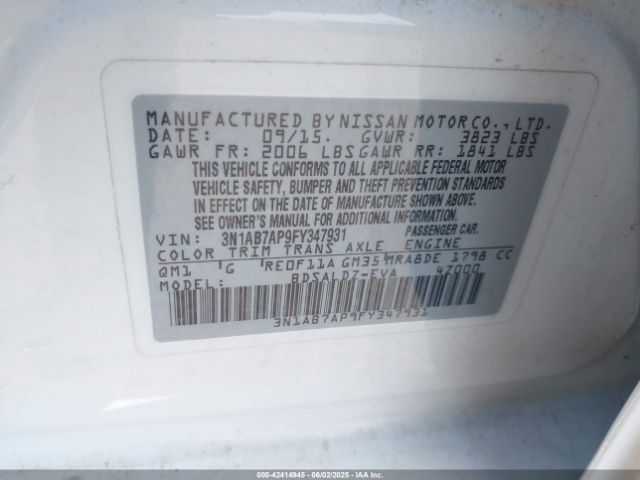 MANUFACTURED BY NISSAN MOTOR CO., LTD.
DATE: 09/15. GVWR: 3823 LBS
GAWR FR: 2006 LBS GAWR RR: 1841 LBS
THIS VEHICLE CONFORMS TO ALL APPLICABLE FEDERAL MOTOR
VEHICLE SAFETY, BUMPER AND THEFT PREVENTION STANDARDS
IN EFFECT ON THE DATE OF MANUFACTURE SHOWN ABOVE.
SEE OWNER'S MANUAL FOR ADDITIONAL INFORMATION.
VIN: 3N1AB7AP9FY347931 PASSENGER CAR.
COLOR TRIM TRANS AXLE ENGINE
QM1 'G 'RE0F11A GM35 'MRA8DE 1798 CC
MODEL: BDSALDZ-EVA 4Z000
3N1AB7AP9FY347931
000-42414545 - 06/02/2025 - IAAI.CA